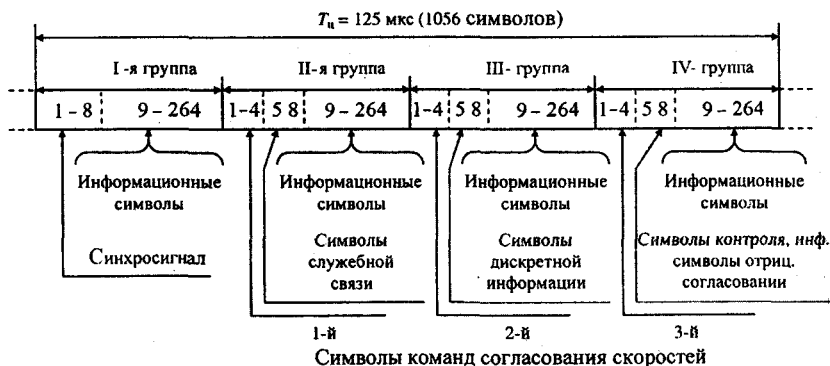 Tц = 125 мкс (1056 символов)
I -я группа
II-я группа
III- группа
IV- группа
1 - 8
9 – 264
1-4
5 8
9 – 264
1-4
5 8
9 – 264
1-4
5 8
9 – 264
Информационные символы
Информационные символы
Информационные символы
Информационные символы
Синхросигнал
Символы служебной связи
Символы дискретной информации
Символы контроля, инф. символы отриц. согласовании
1-й
2-й
3-й
Символы команд согласования скоростей